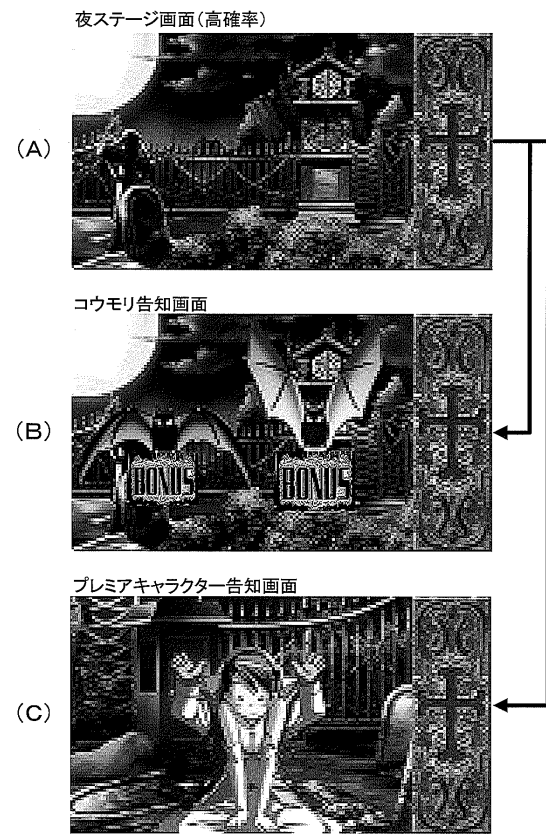 夜ステージ画面(高確率)
(A)
コウモリ告知画面
(B)
BONUS
BONUS
プレミアキャラクター告知画面
(C)